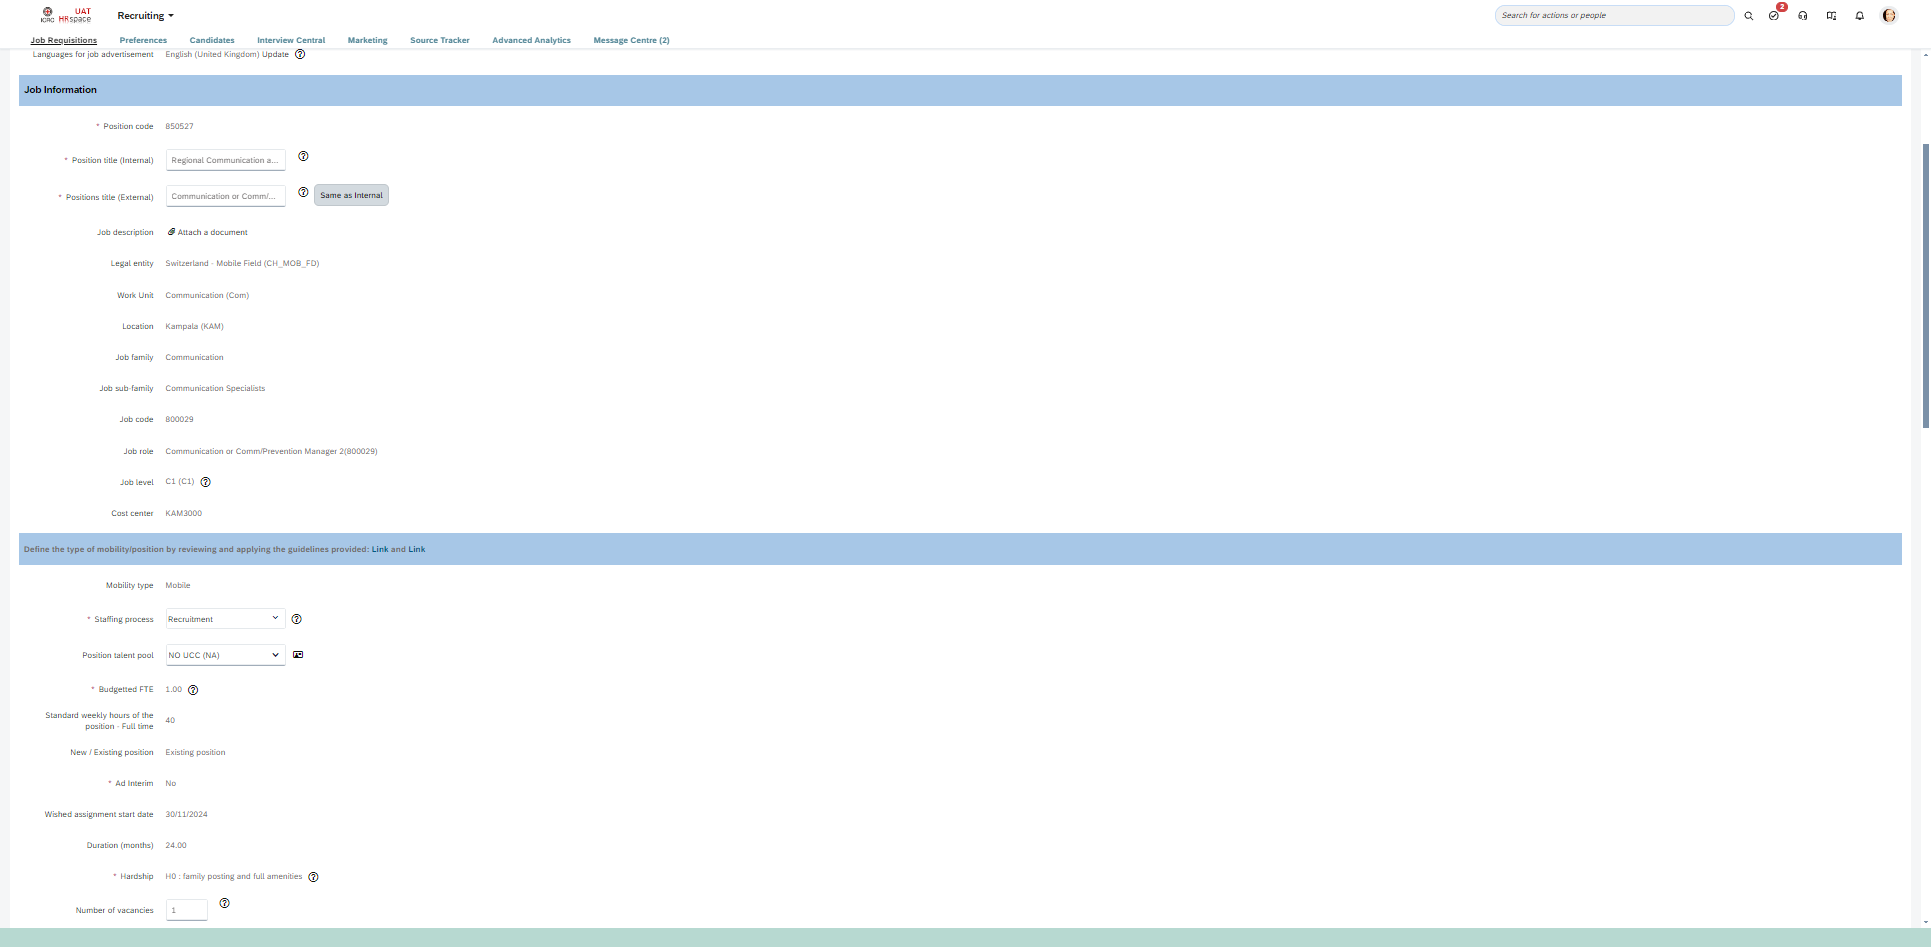 ICRC
UAT
HRspace
Recruiting
Search for actions or people
2
Job Requisitions
Preferences
Candidates
Interview Central
Marketing
Source Tracker
Advanced Analytics
Message Centre (2)
Languages for job advertisement English (United Kingdom) Update
Job Information
* Position code 850527
* Position title (Internal) Regional Communication a...
* Positions title (External) Communication or Comm/... Same as Internal
Job description Attach a document
Legal entity Switzerland - Mobile Field (CH_MOB_FD)
Work Unit Communication (Com)
Location Kampala (KAM)
Job family Communication
Job sub-family Communication Specialists
Job code 800029
Job role Communication or Comm/Prevention Manager 2(800029)
Job level C1 (C1)
Cost center KAM3000
Define the type of mobility/position by reviewing and applying the guidelines provided: Link and Link
Mobility type Mobile
* Staffing process Recruitment
Position talent pool NO UCC (NA)
* Budgetted FTE 1.00
Standard weekly hours of the
position - Full time 40
New / Existing position Existing position
* Ad Interim No
Wished assignment start date 30/11/2024
Duration (months) 24.00
* Hardship H0 : family posting and full amenities
Number of vacancies 1